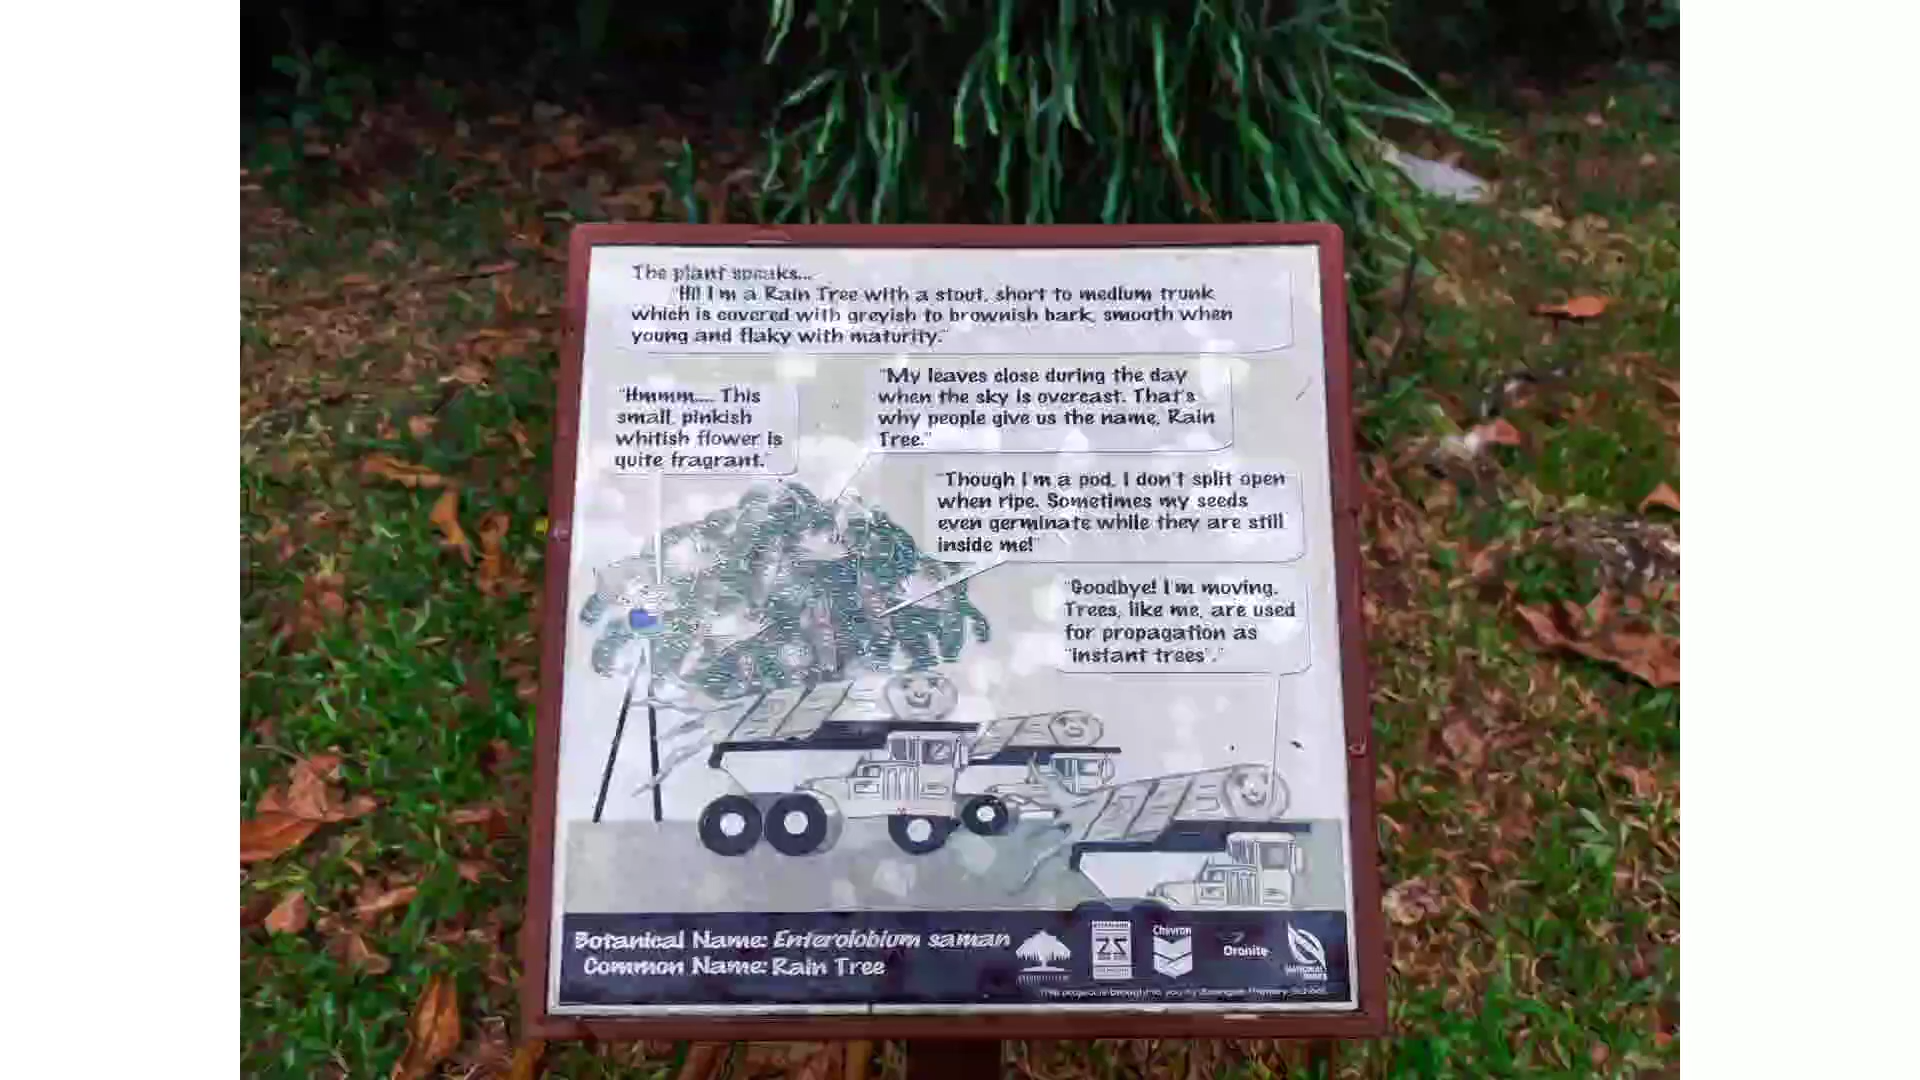 The plant speaks...
"Hi! I'm a Rain Tree with a stout, short to medium trunk
which is covered with greyish to brownish bark, smooth when
young and flaky with maturity."
"Hmmm.... This
small, pinkish
whitish flower is
quite fragrant."
"My leaves close during the day
when the sky is overcast. That's
why people give us the name, Rain
Tree."
"Though I'm a pod, I don't split open
when ripe. Sometimes my seeds
even germinate while they are still
inside me!"
"Goodbye! I'm moving.
Trees, like me, are used
for propagation as
"instant trees"."
Botanical Name: Enterolobium saman
Common Name: Rain Tree
25
Chevron
Oronite
NATIONAL
PARKS